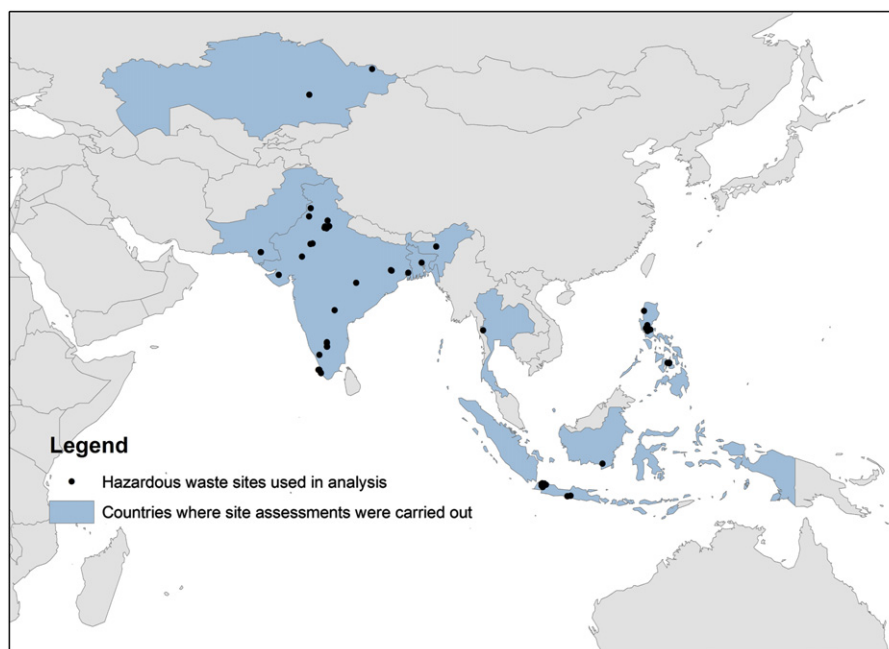 Legend
Hazardous waste sites used in analysis
Countries where site assessments were carried out